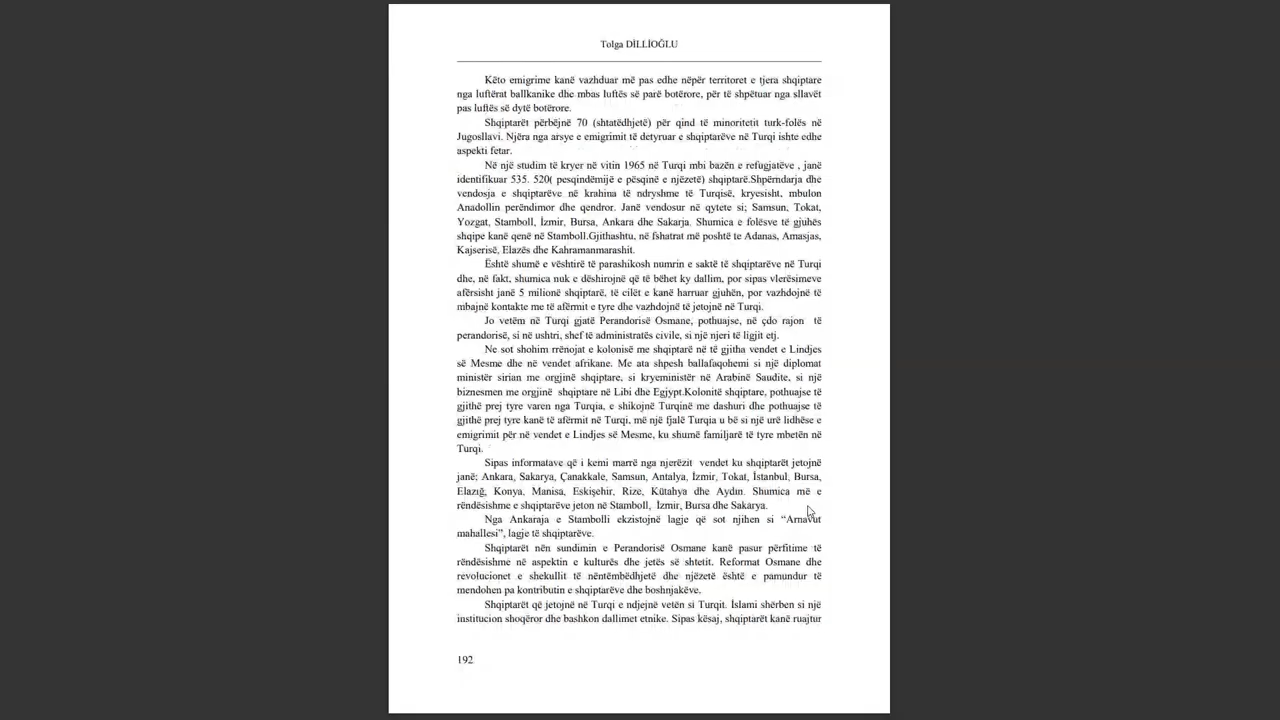 Tolga DİLLİOĞLU
Këto emigrime kanë vazhduar më pas edhe nëpër territoret e tjera shqiptare
nga luftërat ballkanike dhe mbas luftës së parë botërore, për të shpëtuar nga sllavët
pas luftës së dytë botërore.
Shqiptarët përbëjnë 70 (shtatëdhjetë) për qind të minoritetit turk-folës në
Jugosllavi. Njëra nga arsye e emigrimit të detyruar e shqiptarëve në Turqi ishte edhe
aspekti fetar.
Në një studim të kryer në vitin 1965 në Turqi mbi bazën e refugjatëve , janë
identifikuar 535. 520( pesqindëmijë e pësqinë e njëzetë) shqiptarë.Shpërndarja dhe
vendosja e shqiptarëve në krahina të ndryshme të Turqisë, kryesisht, mbulon
Anadollin perëndimor dhe qendror. Janë vendosur në qytete si; Samsun, Tokat,
Yozgat, Stamboll, İzmir, Bursa, Ankara dhe Sakarja. Shumica e folësve të gjuhës
shqipe kanë qenë në Stamboll.Gjithashtu, në fshatrat më poshtë te Adanas, Amasjas,
Kajserisë, Elazës dhe Kahramanmarashit.
Është shumë e vështirë të parashikosh numrin e saktë të shqiptarëve në Turqi
dhe, në fakt, shumica nuk e dëshirojnë që të bëhet ky dallim, por sipas vlerësimeve
afërsisht janë 5 milionë shqiptarë, të cilët e kanë harruar gjuhën, por vazhdojnë të
mbajnë kontakte me të afërmit e tyre dhe vazhdojnë të jetojnë në Turqi.
Jo vetëm në Turqi gjatë Perandorisë Osmane, pothuajse, në çdo rajon të
perandorisë, si në ushtri, shef të administratës civile, si një njeri të ligjit etj.
Ne sot shohim rrënojat e kolonisë me shqiptarë në të gjitha vendet e Lindjes
së Mesme dhe në vendet afrikane. Me ata shpesh ballafaqohemi si një diplomat
ministër sirian me orgjinë shqiptare, si kryeministër në Arabinë Saudite, si një
biznesmen me orgjinë shqiptare në Libi dhe Egjypt.Kolonitë shqiptare, pothuajse të
gjithë prej tyre varen nga Turqia, e shikojnë Turqinë me dashuri dhe pothuajse të
gjithë prej tyre kanë të afërmit në Turqi, më një fjalë Turqia u bë si një urë lidhëse e
emigrimit për në vendet e Lindjes së Mesme, ku shumë familjarë të tyre mbetën në
Turqi.
Sipas informatave që i kemi marrë nga njerëzit vendet ku shqiptarët jetojnë
janë; Ankara, Sakarya, Çanakkale, Samsun, Antalya, İzmir, Tokat, İstanbul, Bursa,
Elazığ, Konya, Manisa, Eskişehir, Rize, Kütahya dhe Aydın. Shumica më e
rëndësishme e shqiptarëve jeton në Stamboll, İzmir, Bursa dhe Sakarya.
Nga Ankaraja e Stambolli ekzistojnë lagje që sot njihen si “Arnavut
mahallesi”, lagje të shqiptarëve.
Shqiptarët nën sundimin e Perandorisë Osmane kanë pasur përfitime të
rëndësishme në aspektin e kulturës dhe jetës së shtetit. Reformat Osmane dhe
revolucionet e shekullit të nëntëmbëdhjetë dhe njëzetë është e pamundur të
mendohen pa kontributin e shqiptarëve dhe boshnjakëve.
Shqiptarët që jetojnë në Turqi e ndjejnë vetën si Turqit. İslami shërben si një
institucion shoqëror dhe bashkon dallimet etnike. Sipas kësaj, shqiptarët kanë ruajtur
192